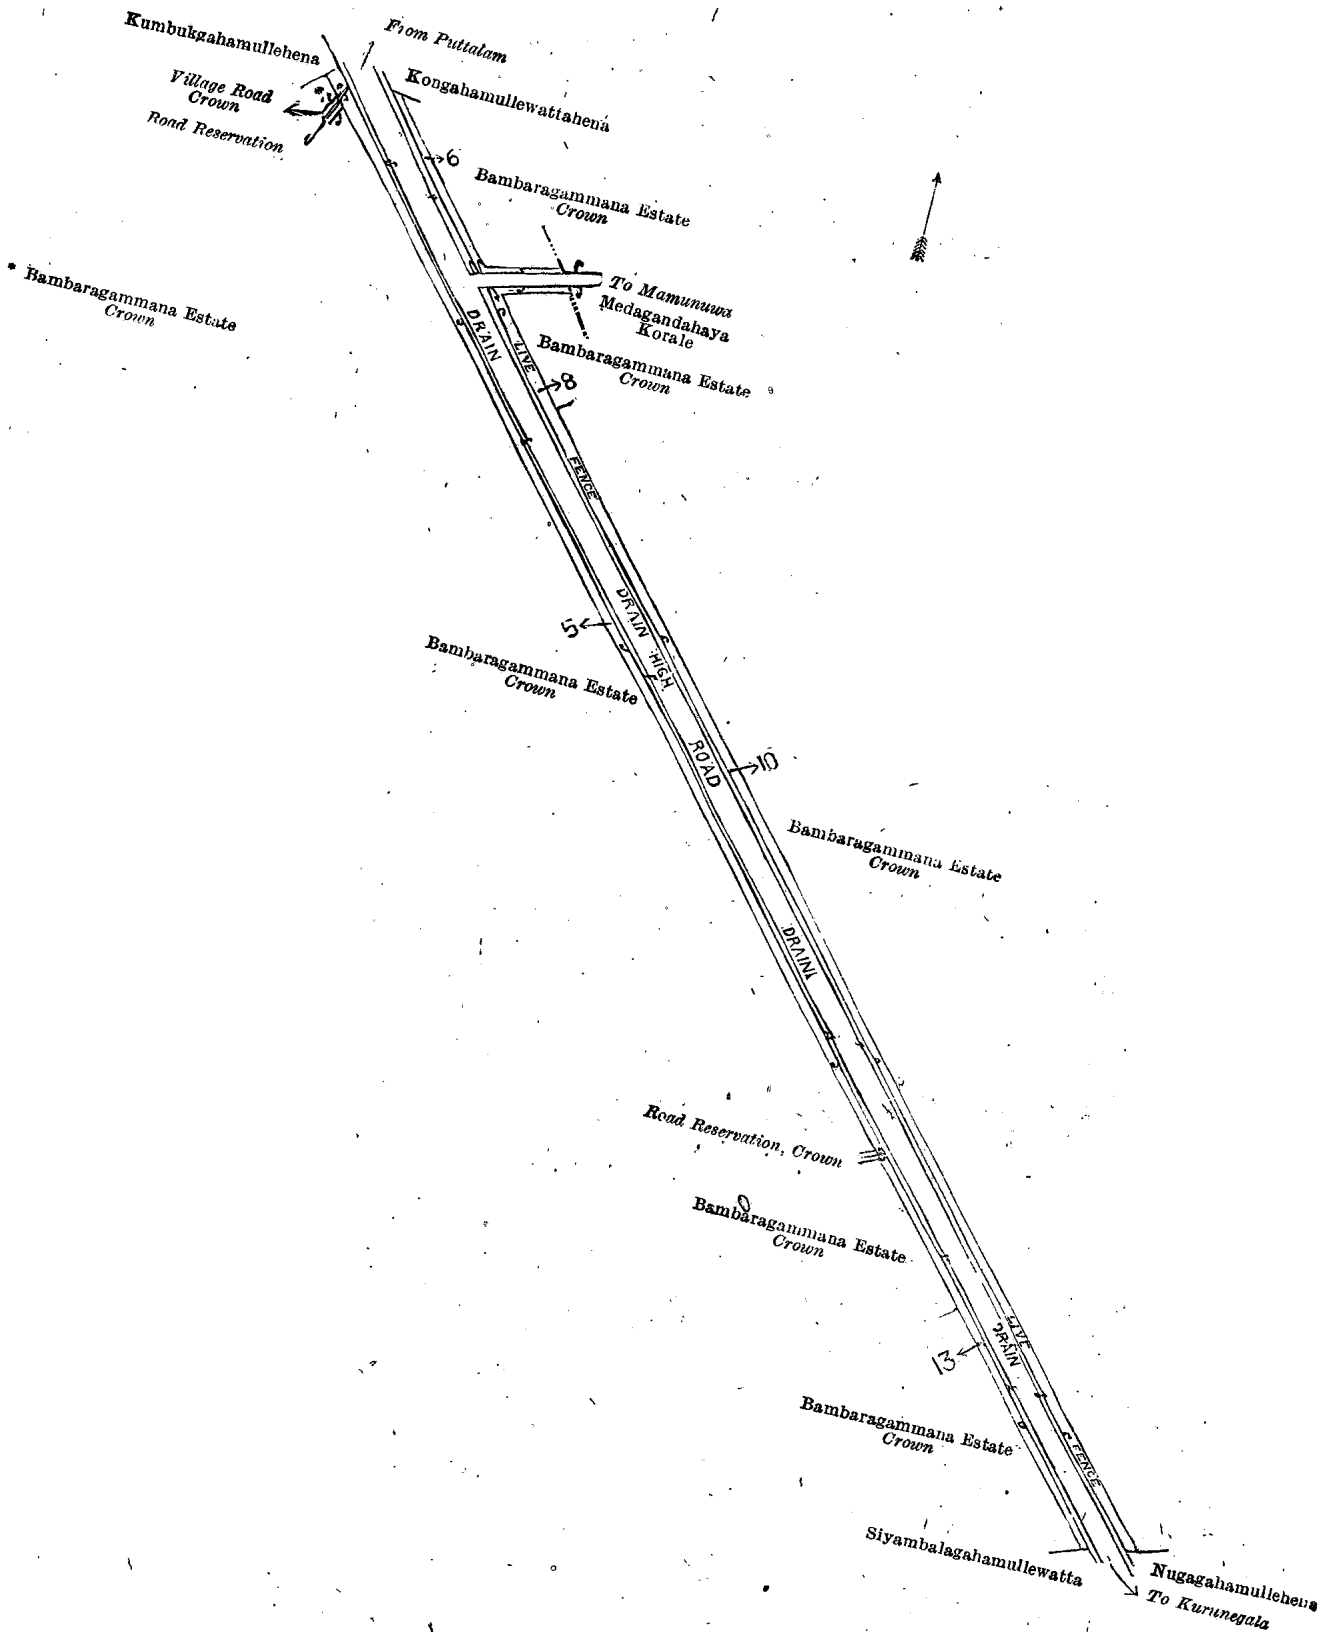 Kumbukgahamullehena
From Puttalam
Village Road
Crown
Road Reservation
Kongahamullewattahena
6
Bambaragammana Estate
Crown
* Bambaragammana Estate
Crown
To Mamunuwa
Medagandahaya
Korale
DRAIN
LIVE
Bambaragammana Estate
Crown
8
FENCE
DRAIN
5
HIGH
Bambaragammana Estate
Crown
ROAD
10
Bambaragammana Estate
Crown
DRAIN
Road Reservation, Crown
Bambaragammana Estate
Crown
LIVE
DRAIN
13
Bambaragammana Estate
Crown
FENCE
Siyambalagahamullewatta
Nugagahamullehena
To Kurunegala